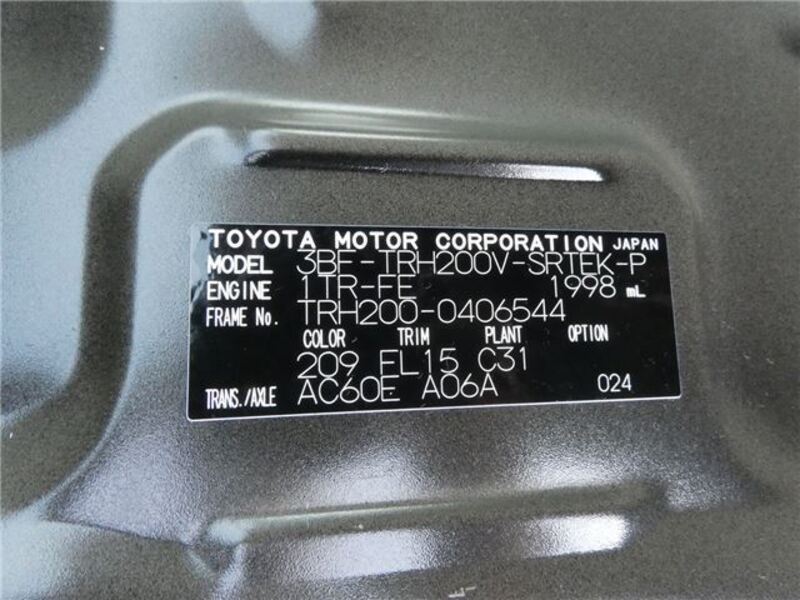 TOYOTA MOTOR CORPORATION JAPAN
MODEL 3BF-TRH200V-SRTEK-P
ENGINE 1TR-FE 1998 mL
FRAME No. TRH200-0406544
COLOR TRIM PLANT OPTION
209 FL15 C31
TRANS./AXLE AC60E A06A 024